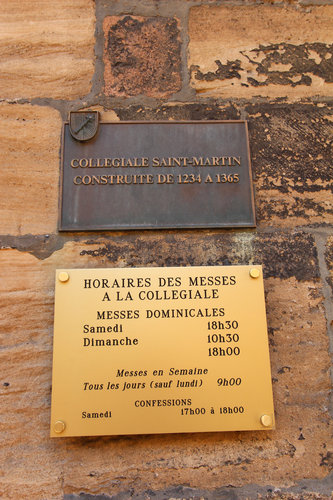 COLLEGIALE SAINT-MARTIN
CONSTRUITE DE 1234 A 1365
HORAIRES DES MESSES
A LA COLLEGIALE
MESSES DOMINICALES
Samedi 18h30
Dimanche 10h30
18h00
Messes en Semaine
Tous les jours (sauf lundi) 9h00
CONFESSIONS
Samedi 17h00 à 18h00